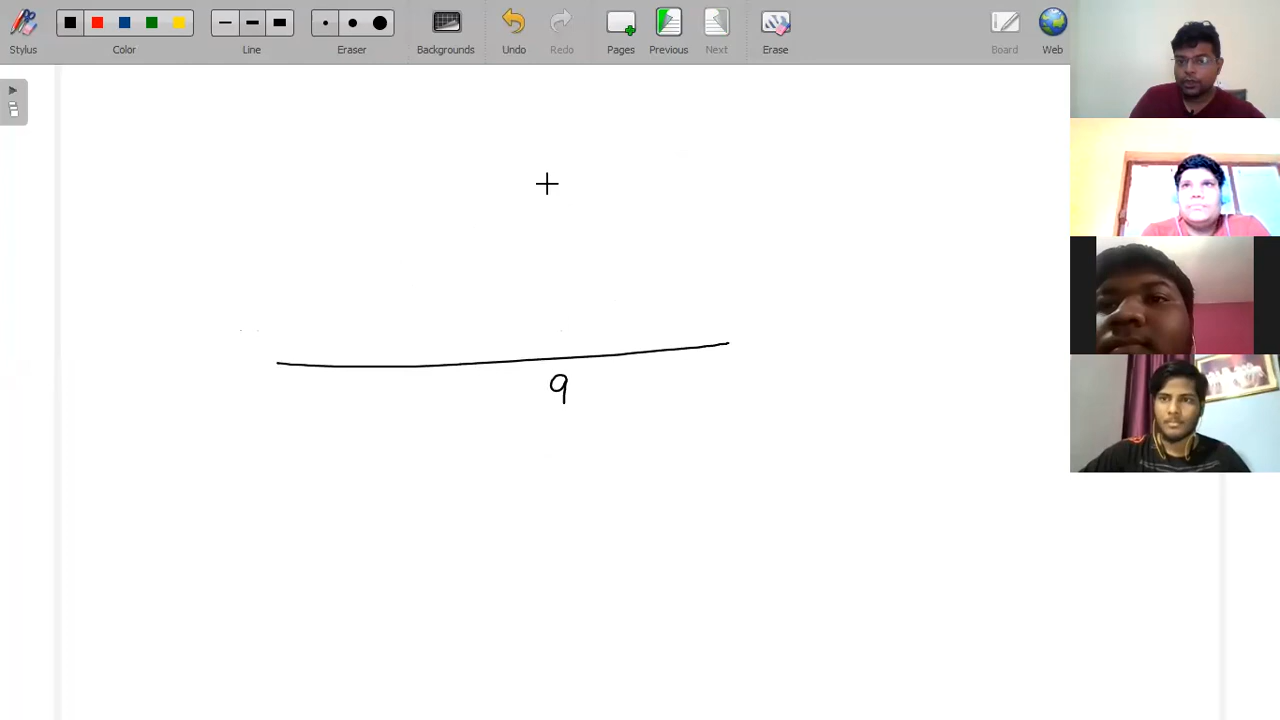 Stylus
Color
Line
Eraser
Backgrounds
Undo
Redo
Pages
Previous
Next
Erase
Board
Web
9